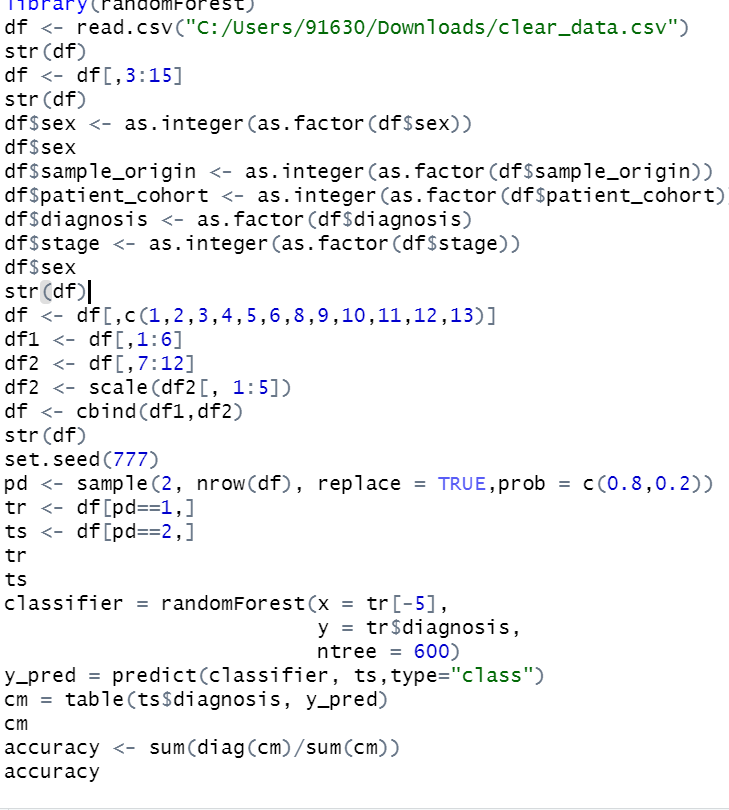 library(randomForest)
df <- read.csv("C:/Users/91630/Downloads/clear_data.csv")
str(df)
df <- df[,3:15]
str(df)
df$sex <- as.integer(as.factor(df$sex))
df$sex
df$sample_origin <- as.integer(as.factor(df$sample_origin))
df$patient_cohort <- as.integer(as.factor(df$patient_cohort))
df$diagnosis <- as.factor(df$diagnosis)
df$stage <- as.integer(as.factor(df$stage))
df$sex
str(df)
df <- df[,c(1,2,3,4,5,6,8,9,10,11,12,13)]
df1 <- df[,1:6]
df2 <- df[,7:12]
df2 <- scale(df2[, 1:5])
df <- cbind(df1,df2)
str(df)
set.seed(777)
pd <- sample(2, nrow(df), replace = TRUE,prob = c(0.8,0.2))
tr <- df[pd==1,]
ts <- df[pd==2,]
tr
ts
classifier = randomForest(x = tr[-5],
y = tr$diagnosis,
ntree = 600)
y_pred = predict(classifier, ts,type="class")
cm = table(ts$diagnosis, y_pred)
cm
accuracy <- sum(diag(cm)/sum(cm))
accuracy